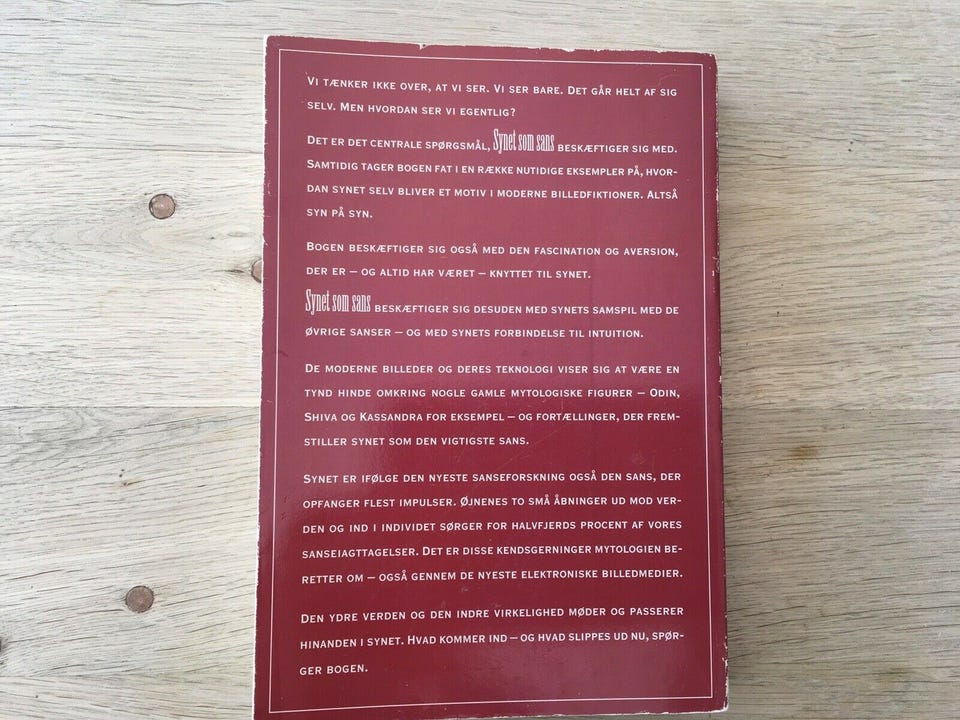 Vi tænker ikke over, at vi ser. Vi ser bare. Det går helt af sig
selv. Men hvordan ser vi egentlig?
Det er det centrale spørgsmål, Synet som sans beskæftiger sig med.
Samtidig tager bogen fat i en række nutidige eksempler på, hvor-
dan synet selv bliver et motiv i moderne billedfiktioner. Altså
syn på syn.
Bogen beskæftiger sig også med den fascination og aversion,
der er – og altid har været – knyttet til synet.
Synet som sans beskæftiger sig desuden med synets samspil med de
øvrige sanser – og med synets forbindelse til intuition.
De moderne billeder og deres teknologi viser sig at være en
tynd hinde omkring nogle gamle mytologiske figurer – Odin,
Shiva og Kassandra for eksempel – og fortællinger, der frem-
stiller synet som den vigtigste sans.
Synet er ifølge den nyeste sanseforskning også den sans, der
opfanger flest impulser. Øjnenes to små åbninger ud mod ver-
den og ind i individet sørger for halvfjerds procent af vores
sanseiagttagelser. Det er disse kendsgerninger mytologien be-
retter om – også gennem de nyeste elektroniske billedmedier.
Den ydre verden og den indre virkelighed møder og passerer
hinanden i synet. Hvad kommer ind – og hvad slippes ud nu, spør-
ger bogen.